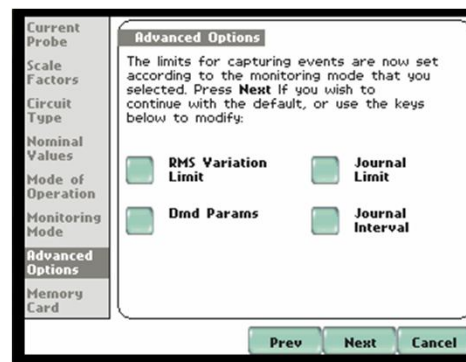 Current
Probe
Scale
Factors
Circuit
Type
Nominal
Values
Mode of
Operation
Monitoring
Mode
Advanced
Options
Memory
Card
Advanced Options
The limits for capturing events are now set
according to the monitoring mode that you
selected. Press Next If you wish to
continue with the default, or use the keys
below to modify:
RMS Variation
Limit
Journal
Limit
Dmd Params
Journal
Interval
Prev
Next
Cancel